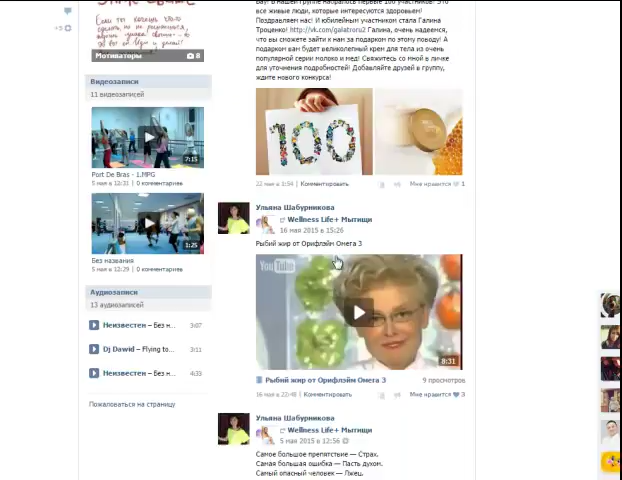 +3
Мотиваторы 8
Видеозаписи
11 видеозаписей
7:15
Port De Bras - 1.MPG
5 мая в 12:31 | 0 комментариев
1:25
Без названия
5 мая в 12:29 | 0 комментариев
Аудиозаписи
13 аудиозаписей
Неизвестен – Без н... 3:07
Dj Dawid – Flying to... 3:11
Неизвестен – Без н... 4:33
Пожаловаться на страницу
все живые люди, которые интересуются здоровьем!
Поздравляем нас! И юбилейным участником стала Галина
Троценко! http://vk.com/galatroru2 Галина, очень надеемся,
что вы сможете зайти к нам за подарком по этому поводу! А
подарком вам будет великолепный крем для тела из очень
популярной серии молоко и мед! Свяжитесь со мной в личке
для уточнения подробностей! Добавляйте друзей в группу,
ждите нового конкурса!
100
22 мая в 1:54 | Комментировать Мне нравится 1
Ульяна Шабурникова
Wellness Life+ Мытищи
16 мая 2015 в 15:26
Рыбий жир от Орифлэйм Омега 3
YouTube
8:31
Рыбий жир от Орифлэйм Омега 3 9 просмотров
16 мая в 22:48 | Комментировать Мне нравится 3
Ульяна Шабурникова
Wellness Life+ Мытищи
5 мая 2015 в 12:56
Самое большое препятствие — Страх.
Самая большая ошибка — Пасть духом.
Самый опасный человек — Лжец.